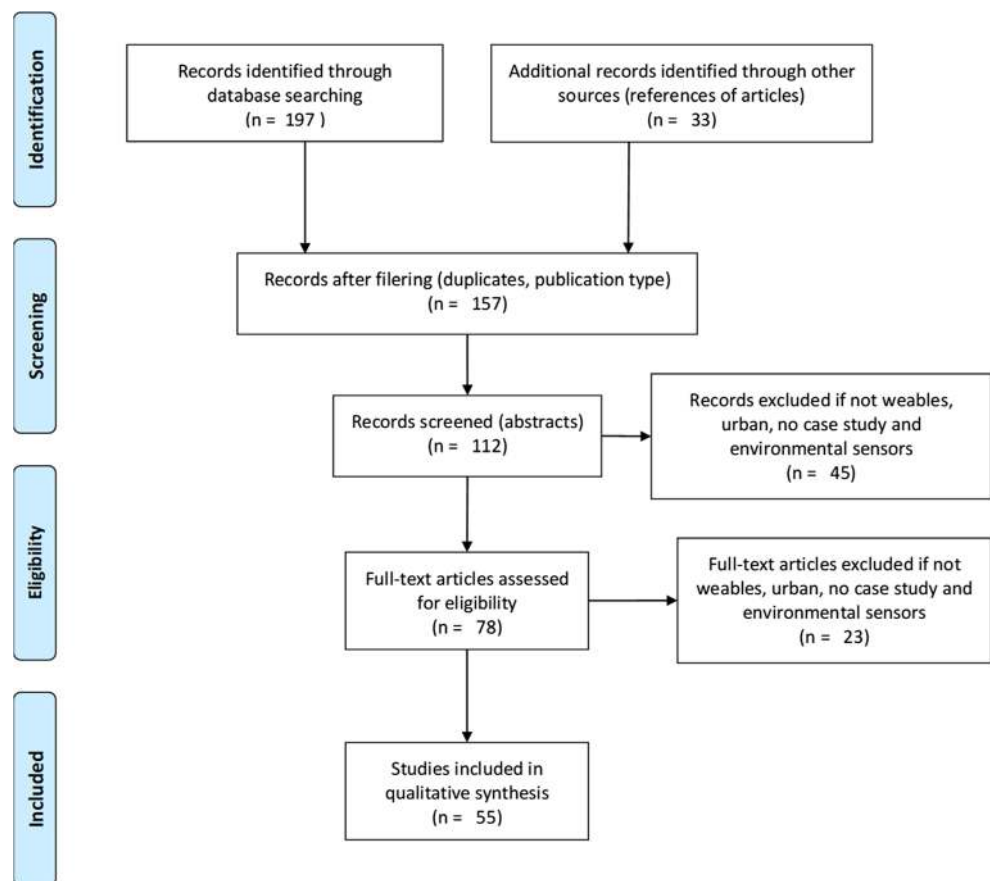 Identification
Records identified through
database searching
(n = 197 )
Additional records identified through other
sources (references of articles)
(n = 33)
Screening
Records after filering (duplicates, publication type)
(n = 157)
Records screened (abstracts)
(n = 112)
Records excluded if not weables,
urban, no case study and
environmental sensors
(n = 45)
Eligibility
Full-text articles assessed
for eligibility
(n = 78)
Full-text articles excluded if not
weables, urban, no case study and
environmental sensors
(n = 23)
Included
Studies included in
qualitative synthesis
(n = 55)